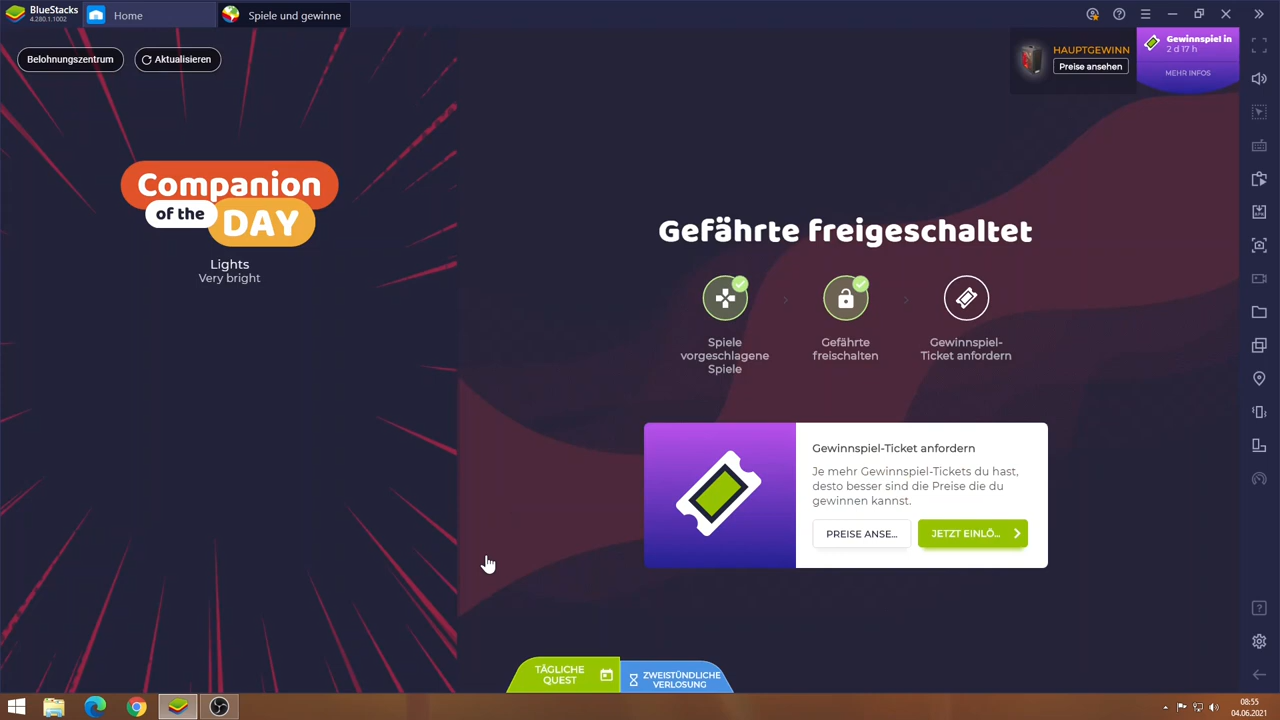 BlueStacks
4.280.1.1002
Home
Spiele und gewinne
Belohnungszentrum
Aktualisieren
HAUPTGEWINN
Preise ansehen
Gewinnspiel in
2 d 17 h
MEHR INFOS
Companion
of the
DAY
Lights
Very bright
Gefährte freigeschaltet
Spiele
vorgeschlagene
Spiele
Gefährte
freischalten
Gewinnspiel-
Ticket anfordern
Gewinnspiel-Ticket anfordern
Je mehr Gewinnspiel-Tickets du hast,
desto besser sind die Preise die du
gewinnen kannst.
PREISE ANSE...
JETZT EINLÖ...
TÄGLICHE
QUEST
ZWEISTÜNDLICHE
VERLOSUNG
08:55
04.06.2021